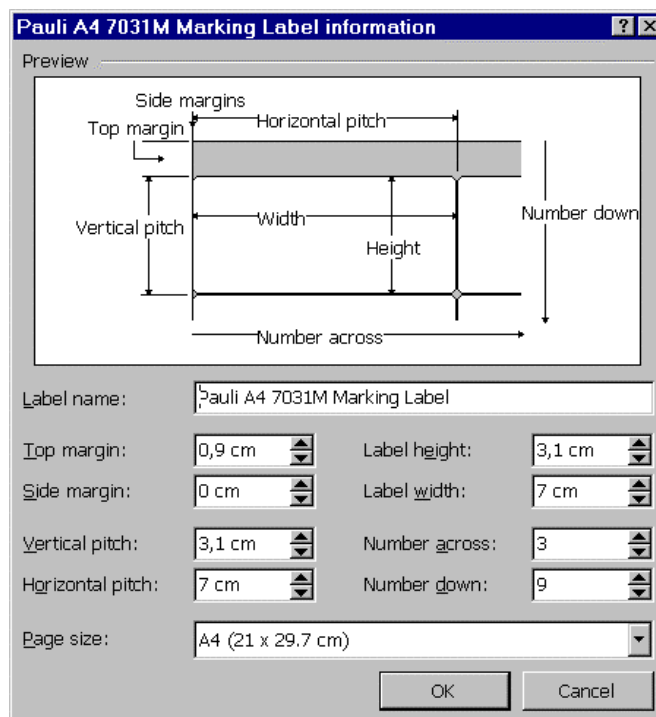 Pauli A4 7031M Marking Label information
Preview
Side margins
Top margin
Horizontal pitch
Vertical pitch
Width
Height
Number down
Number across
Label name: Pauli A4 7031M Marking Label
Top margin: 0,9 cm Label height: 3,1 cm
Side margin: 0 cm Label width: 7 cm
Vertical pitch: 3,1 cm Number across: 3
Horizontal pitch: 7 cm Number down: 9
Page size: A4 (21 x 29.7 cm)
OK Cancel